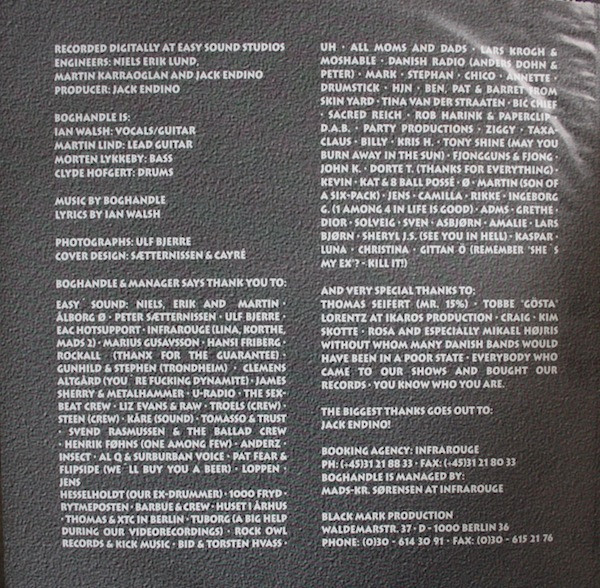 RECORDED DIGITALLY AT EASY SOUND STUDIOS
ENGINEERS: NIELS ERIK LUND,
MARTIN KARRAOGLAN AND JACK ENDINO
PRODUCER: JACK ENDINO
BOGHANDLE IS:
IAN WALSH: VOCALS/GUITAR
MARTIN LIND: LEAD GUITAR
MORTEN LYKKEBY: BASS
CLYDE HOFGERT: DRUMS
MUSIC BY BOGHANDLE
LYRICS BY IAN WALSH
PHOTOGRAPHS: ULF BJERRE
COVER DESIGN: SÆTTERNISSEN & CAYRÉ
BOGHANDLE & MANAGER SAYS THANK YOU TO:
EASY SOUND: NIELS, ERIK AND MARTIN ·
ÅLBORG Ø · PETER SÆTTERNISSEN · ULF BJERRE ·
EAC HOTSUPPORT · INFRAROUGE (LINA, KORTHE,
MADS 2) · MARIUS GUSAVSSON · HANSI FRIBERG ·
ROCKALL (THANX FOR THE GUARANTEE) ·
GUNHILD & STEPHEN (TRONDHEIM) · CLEMENS
ALTGÅRD (YOU´RE FUCKING DYNAMITE) · JAMES
SHERRY & METALHAMMER · U-RADIO · THE SEX-
BEAT CREW · LIZ EVANS & RAW · TROELS (CREW) ·
STEEN (CREW) · KÅRE (SOUND) · TOMASSO & TRUST
· SVEND RASMUSSEN & THE BALLAD CREW
· HENRIK FØHNS (ONE AMONG FEW) · ANDERZ ·
INSECT · AL Q & SURBURBAN VOICE · PAT FEAR &
FLIPSIDE (WE´LL BUY YOU A BEER) · LOPPEN ·
JENS
HESSELHOLDT (OUR EX-DRUMMER) · 1000 FRYD ·
RYTMEPOSTEN · BARBUE & CREW · HUSET I ÅRHUS
· THOMAS & XTC IN BERLIN · TUBORG (A BIG HELP
DURING OUR VIDEORECORDINGS) · ROCK OWL
RECORDS & KICK MUSIC · BID & TORSTEN HVASS ·
UH · ALL MOMS AND DADS · LARS KROGH &
MOSHABLE · DANISH RADIO (ANDERS DOHN &
PETER) · MARK · STEPHAN · CHICO · ANNETTE ·
DRUMSTICK · HJN · BEN, PAT & BARRET FROM
SKIN YARD · TINA VAN DER STRAATEN · BIG CHIEF
· SACRED REICH · ROB HARINK & PAPERCLIP ·
D.A.B. · PARTY PRODUCTIONS · ZIGGY · TAXA-
CLAUS · BILLY · KRIS H. · TONY SHINE (MAY YOU
BURN AWAY IN THE SUN) · FJONGGUNS & FJONG ·
JOHN K. · DORTE T. (THANKS FOR EVERYTHING) ·
KEVIN · KAT & 8 BALL POSSÉ · Ø · MARTIN (SON OF
A SIX-PACK) · JENS · CAMILLA · RIKKE · INGEBORG
G. (1 AMONG 4 IN LIFE IS GOOD) · ADMS · GRETHE ·
DIOR · SOLVEIG · SVEN · ASBJØRN · AMALIE · LARS
BJØRN · SHERYL J.S. (SEE YOU IN HELL) · KASPAR ·
LUNA · CHRISTINA · GITTAN Ö (REMEMBER ´SHE´S
MY EX´? - KILL IT!)
AND VERY SPECIAL THANKS TO:
THOMAS SEIFERT (MR. 15%) · TOBBE ´GÖSTA´
LORENTZ AT IKAROS PRODUCTION · CRAIG · KIM
SKOTTE · ROSA AND ESPECIALLY MIKAEL HØJRIS
WITHOUT WHOM MANY DANISH BANDS WOULD
HAVE BEEN IN A POOR STATE · EVERYBODY WHO
CAME TO OUR SHOWS AND BOUGHT OUR
RECORDS · YOU KNOW WHO YOU ARE.
THE BIGGEST THANKS GOES OUT TO:
JACK ENDINO!
BOOKING AGENCY: INFRAROUGE
PH: (+45)31 21 88 33 · FAX: (+45)31 21 80 33
BOGHANDLE IS MANAGED BY:
MADS-KR. SØRENSEN AT INFRAROUGE
BLACK MARK PRODUCTION
WALDEMARSTR. 37 · D - 1000 BERLIN 36
PHONE: (0)30 - 614 30 91 · FAX: (0)30 - 615 21 76